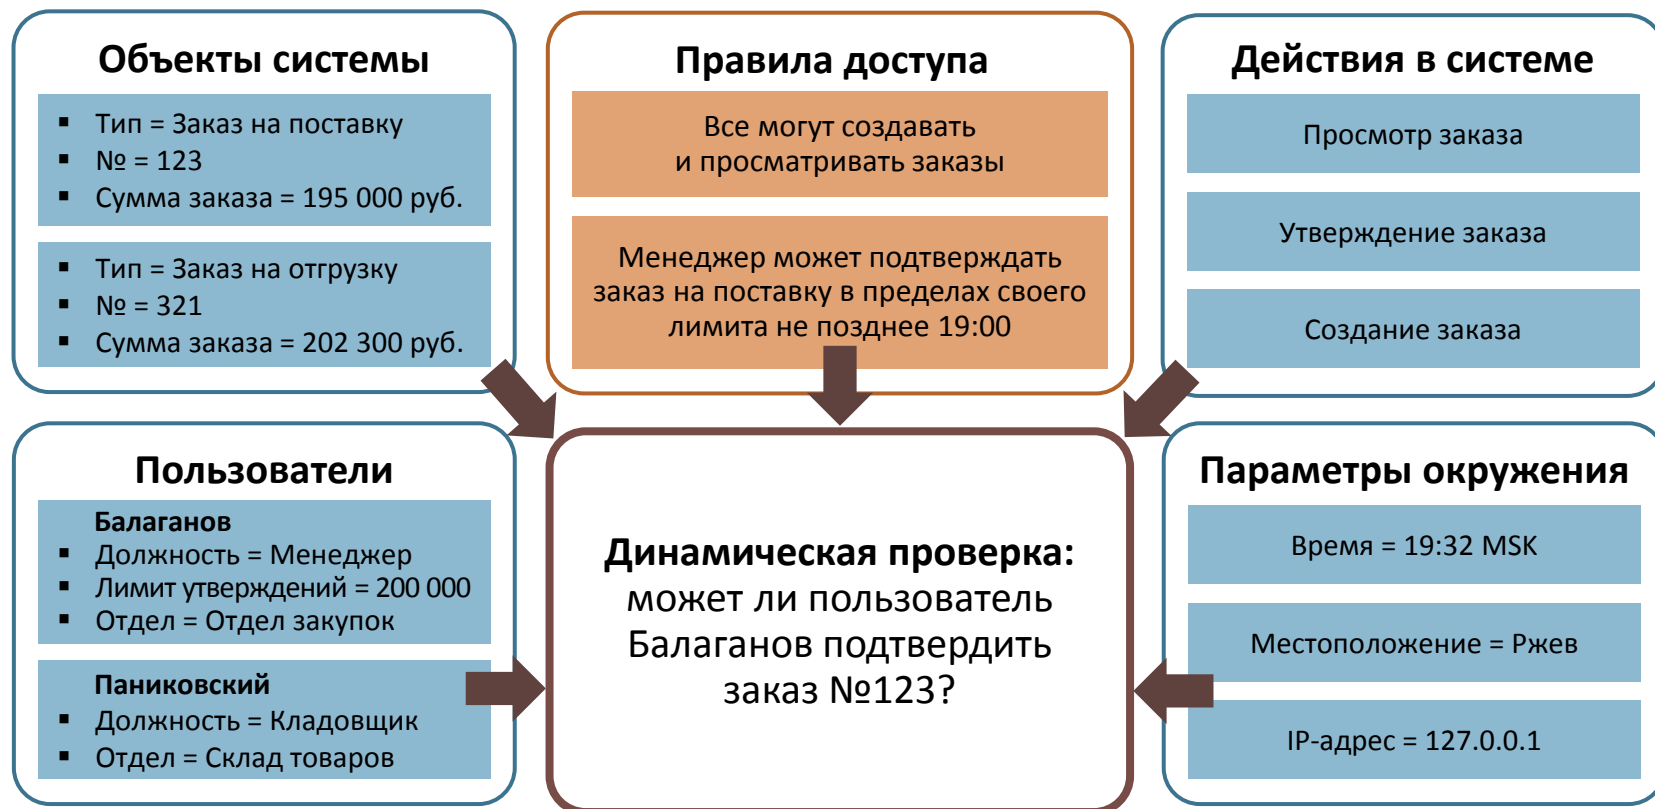 Объекты системы
▪ Тип = Заказ на поставку
▪ № = 123
▪ Сумма заказа = 195 000 руб.
▪ Тип = Заказ на отгрузку
▪ № = 321
▪ Сумма заказа = 202 300 руб.
Правила доступа
Все могут создавать
и просматривать заказы
Менеджер может подтверждать
заказ на поставку в пределах своего
лимита не позднее 19:00
Действия в системе
Просмотр заказа
Утверждение заказа
Создание заказа
Пользователи
Балаганов
▪ Должность = Менеджер
▪ Лимит утверждений = 200 000
▪ Отдел = Отдел закупок
Паниковский
▪ Должность = Кладовщик
▪ Отдел = Склад товаров
Динамическая проверка:
может ли пользователь
Балаганов подтвердить
заказ №123?
Параметры окружения
Время = 19:32 MSK
Местоположение = Ржев
IP-адрес = 127.0.0.1